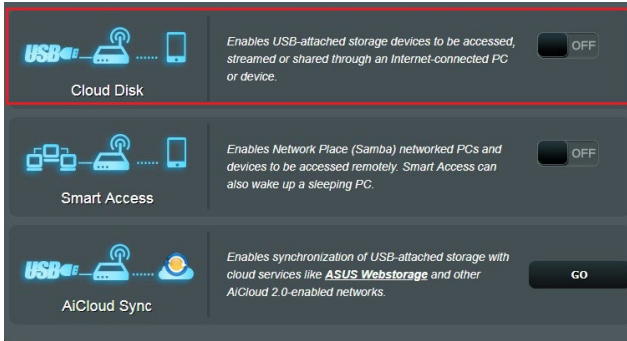 Enables USB-attached storage devices to be accessed,
streamed or shared through an Internet-connected PC
or device.
OFF
USB
Cloud Disk
Enables Network Place (Samba) networked PCs and
devices to be accessed remotely. Smart Access can
also wake up a sleeping PC.
OFF
Smart Access
Enables synchronization of USB-attached storage with
cloud services like ASUS Webstorage and other
AiCloud 2.0-enabled networks.
GO
USB
AiCloud Sync